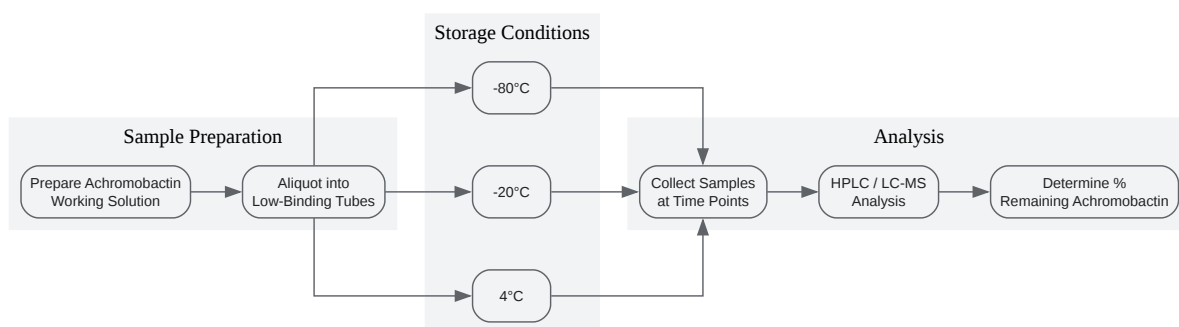 Storage Conditions
-80°C
Sample Preparation
Prepare Achromobactin
Working Solution
Aliquot into
Low-Binding Tubes
-20°C
4°C
Analysis
Collect Samples
at Time Points
HPLC / LC-MS
Analysis
Determine %
Remaining Achromobactin